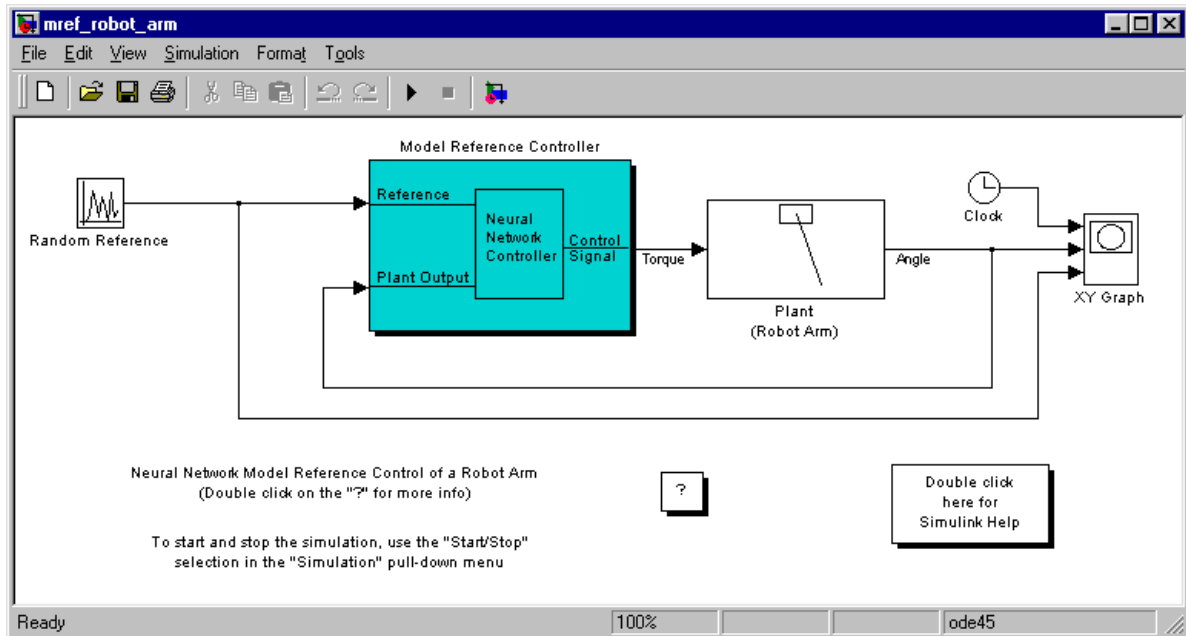 mref_robot_arm
File Edit View Simulation Format Tools
Model Reference Controller
Random Reference
Reference
Plant Output
Neural
Network
Controller
Control
Signal
Torque
Plant
(Robot Arm)
Angle
Clock
XY Graph
Neural Network Model Reference Control of a Robot Arm
(Double click on the "?" for more info)
?
Double click
here for
Simulink Help
To start and stop the simulation, use the "Start/Stop"
selection in the "Simulation" pull-down menu
Ready
100%
ode45